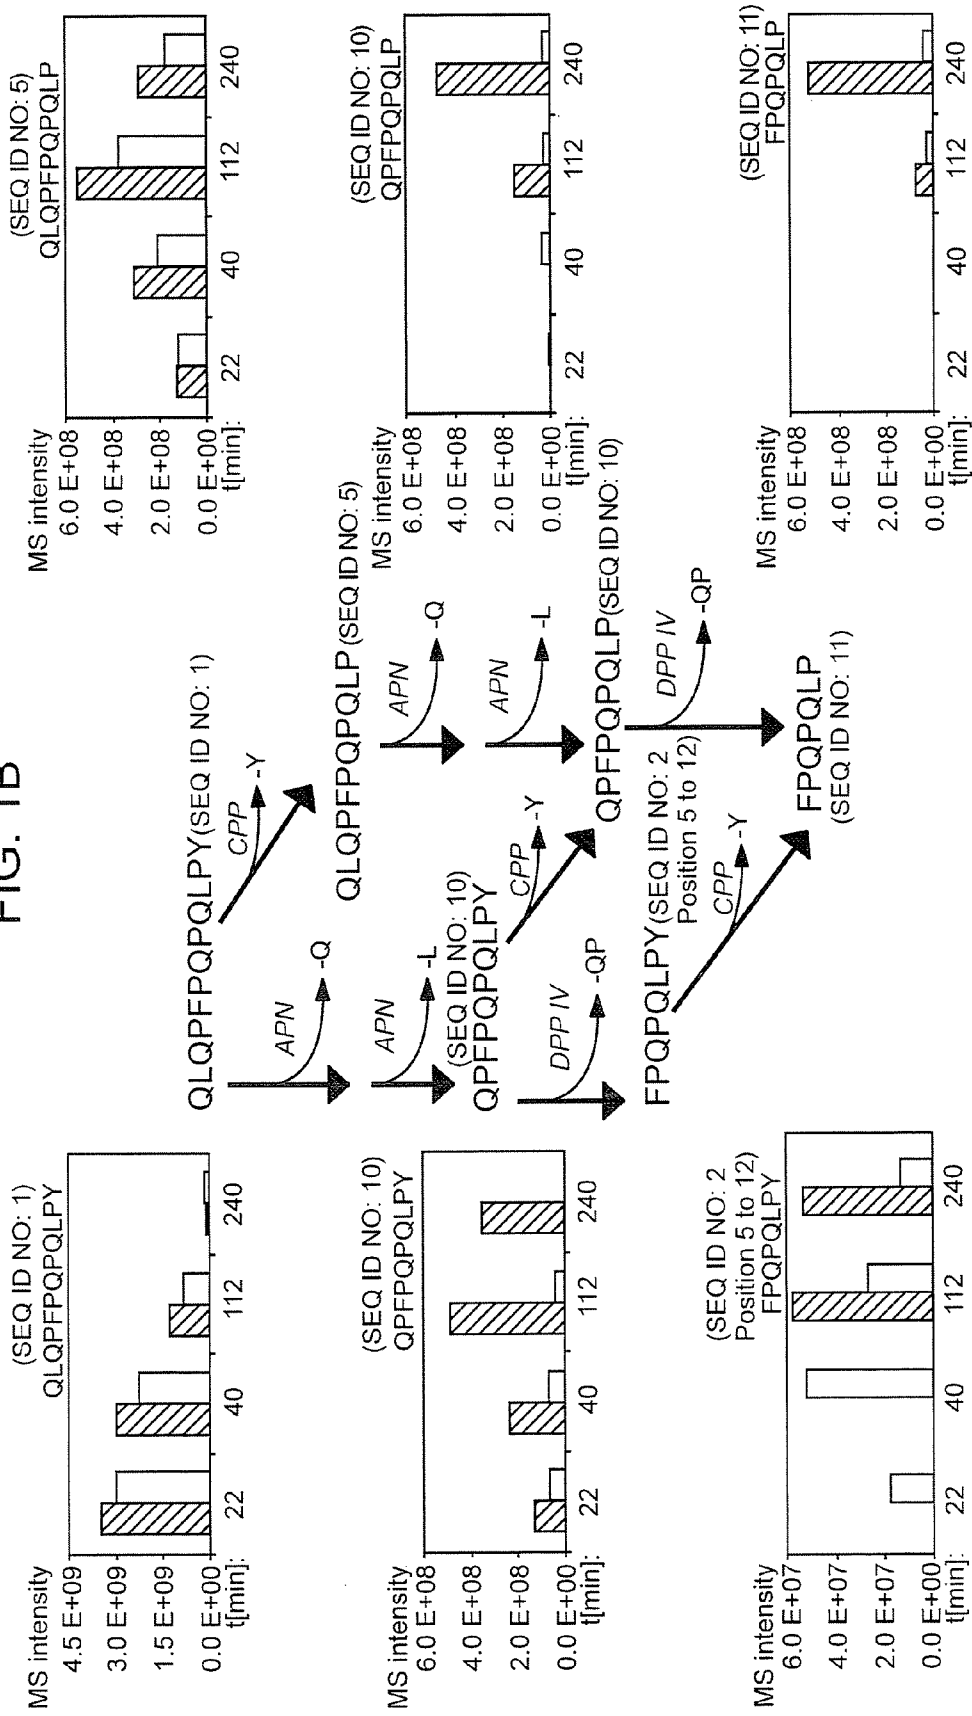 FIG. 1B
(SEQ ID NO: 1)
QLQPFPQPQLPY
MS intensity
4.5 E+09
3.0 E+09
1.5 E+09
0.0 E+00
t[min]: 22 40 112 240
(SEQ ID NO: 10)
QPFPQPQLPY
MS intensity
6.0 E+08
4.0 E+08
2.0 E+08
0.0 E+00
t[min]: 22 40 112 240
(SEQ ID NO: 2
Position 5 to 12)
FPQPQLPY
MS intensity
6.0 E+07
4.0 E+07
2.0 E+07
0.0 E+00
t[min]: 22 40 112 240
QLQPFPQPQLPY(SEQ ID NO: 1)
CPP
-Y
APN
-Q
APN
-L
QLQPFPQPQLP(SEQ ID NO: 5)
APN
-Q
APN
-L
(SEQ ID NO: 10)
QPFPQPQLPY
CPP
-Y
DPP IV
-QP
QPFPQPQLP(SEQ ID NO: 10)
DPP IV
-QP
FPQPQLPY(SEQ ID NO: 2
Position 5 to 12)
CPP
-Y
FPQPQLP
(SEQ ID NO: 11)
(SEQ ID NO: 5)
QLQPFPQPQLP
MS intensity
6.0 E+08
4.0 E+08
2.0 E+08
0.0 E+00
t[min]: 22 40 112 240
(SEQ ID NO: 10)
QPFPQPQLP
MS intensity
6.0 E+08
4.0 E+08
2.0 E+08
0.0 E+00
t[min]: 22 40 112 240
(SEQ ID NO: 11)
FPQPQLP
MS intensity
6.0 E+08
4.0 E+08
2.0 E+08
0.0 E+00
t[min]: 22 40 112 240